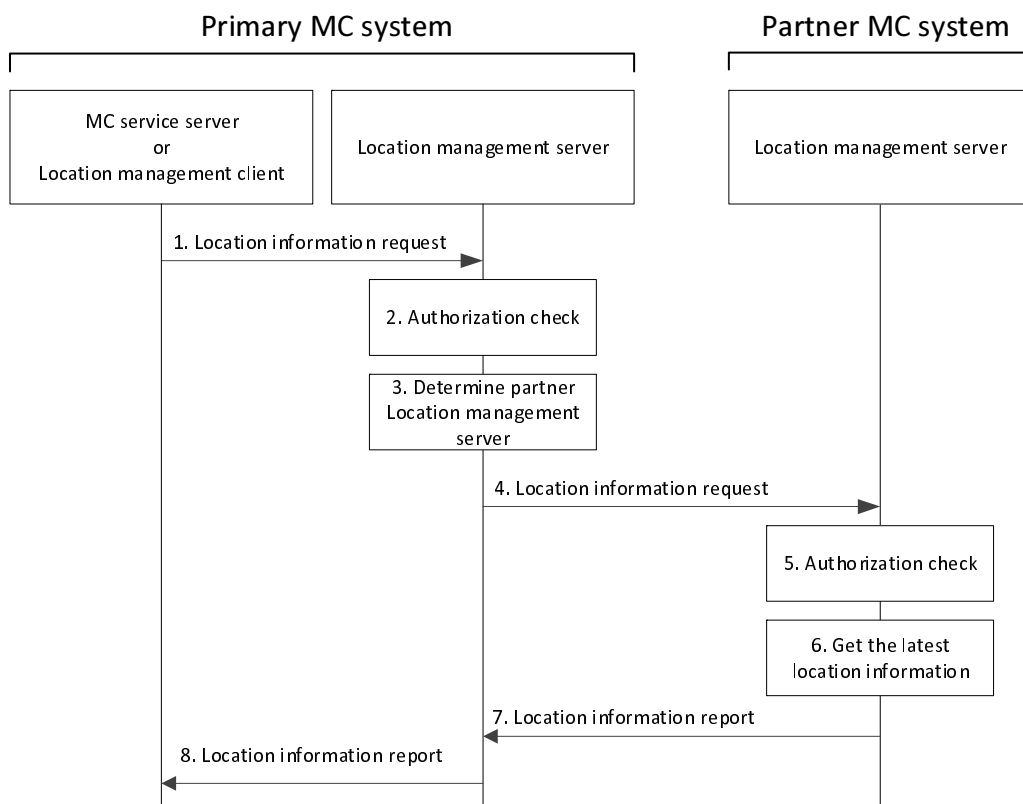 Primary MC system
Partner MC system
MC service server
or
Location management client
Location management server
Location management server
1. Location information request
2. Authorization check
3. Determine partner
Location management
server
4. Location information request
5. Authorization check
6. Get the latest
location information
7. Location information report
8. Location information report